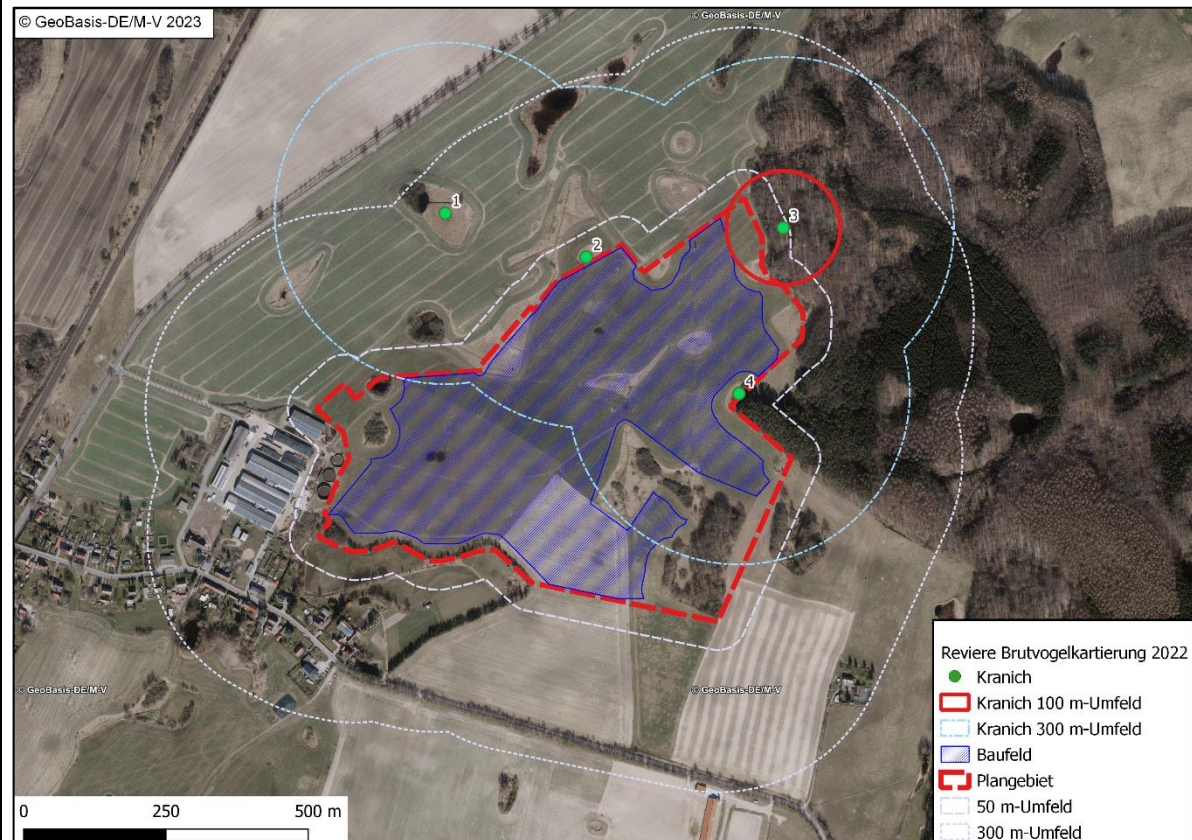 © GeoBasis-DE/M-V 2023
© GeoBasis-DE/M-V
1
2
3
4
© GeoBasis-DE/M-V
© GeoBasis-DE/M-V
Reviere Brutvogelkartierung 2022
Kranich
Kranich 100 m-Umfeld
Kranich 300 m-Umfeld
Baufeld
Plangebiet
50 m-Umfeld
300 m-Umfeld
0 250 500 m